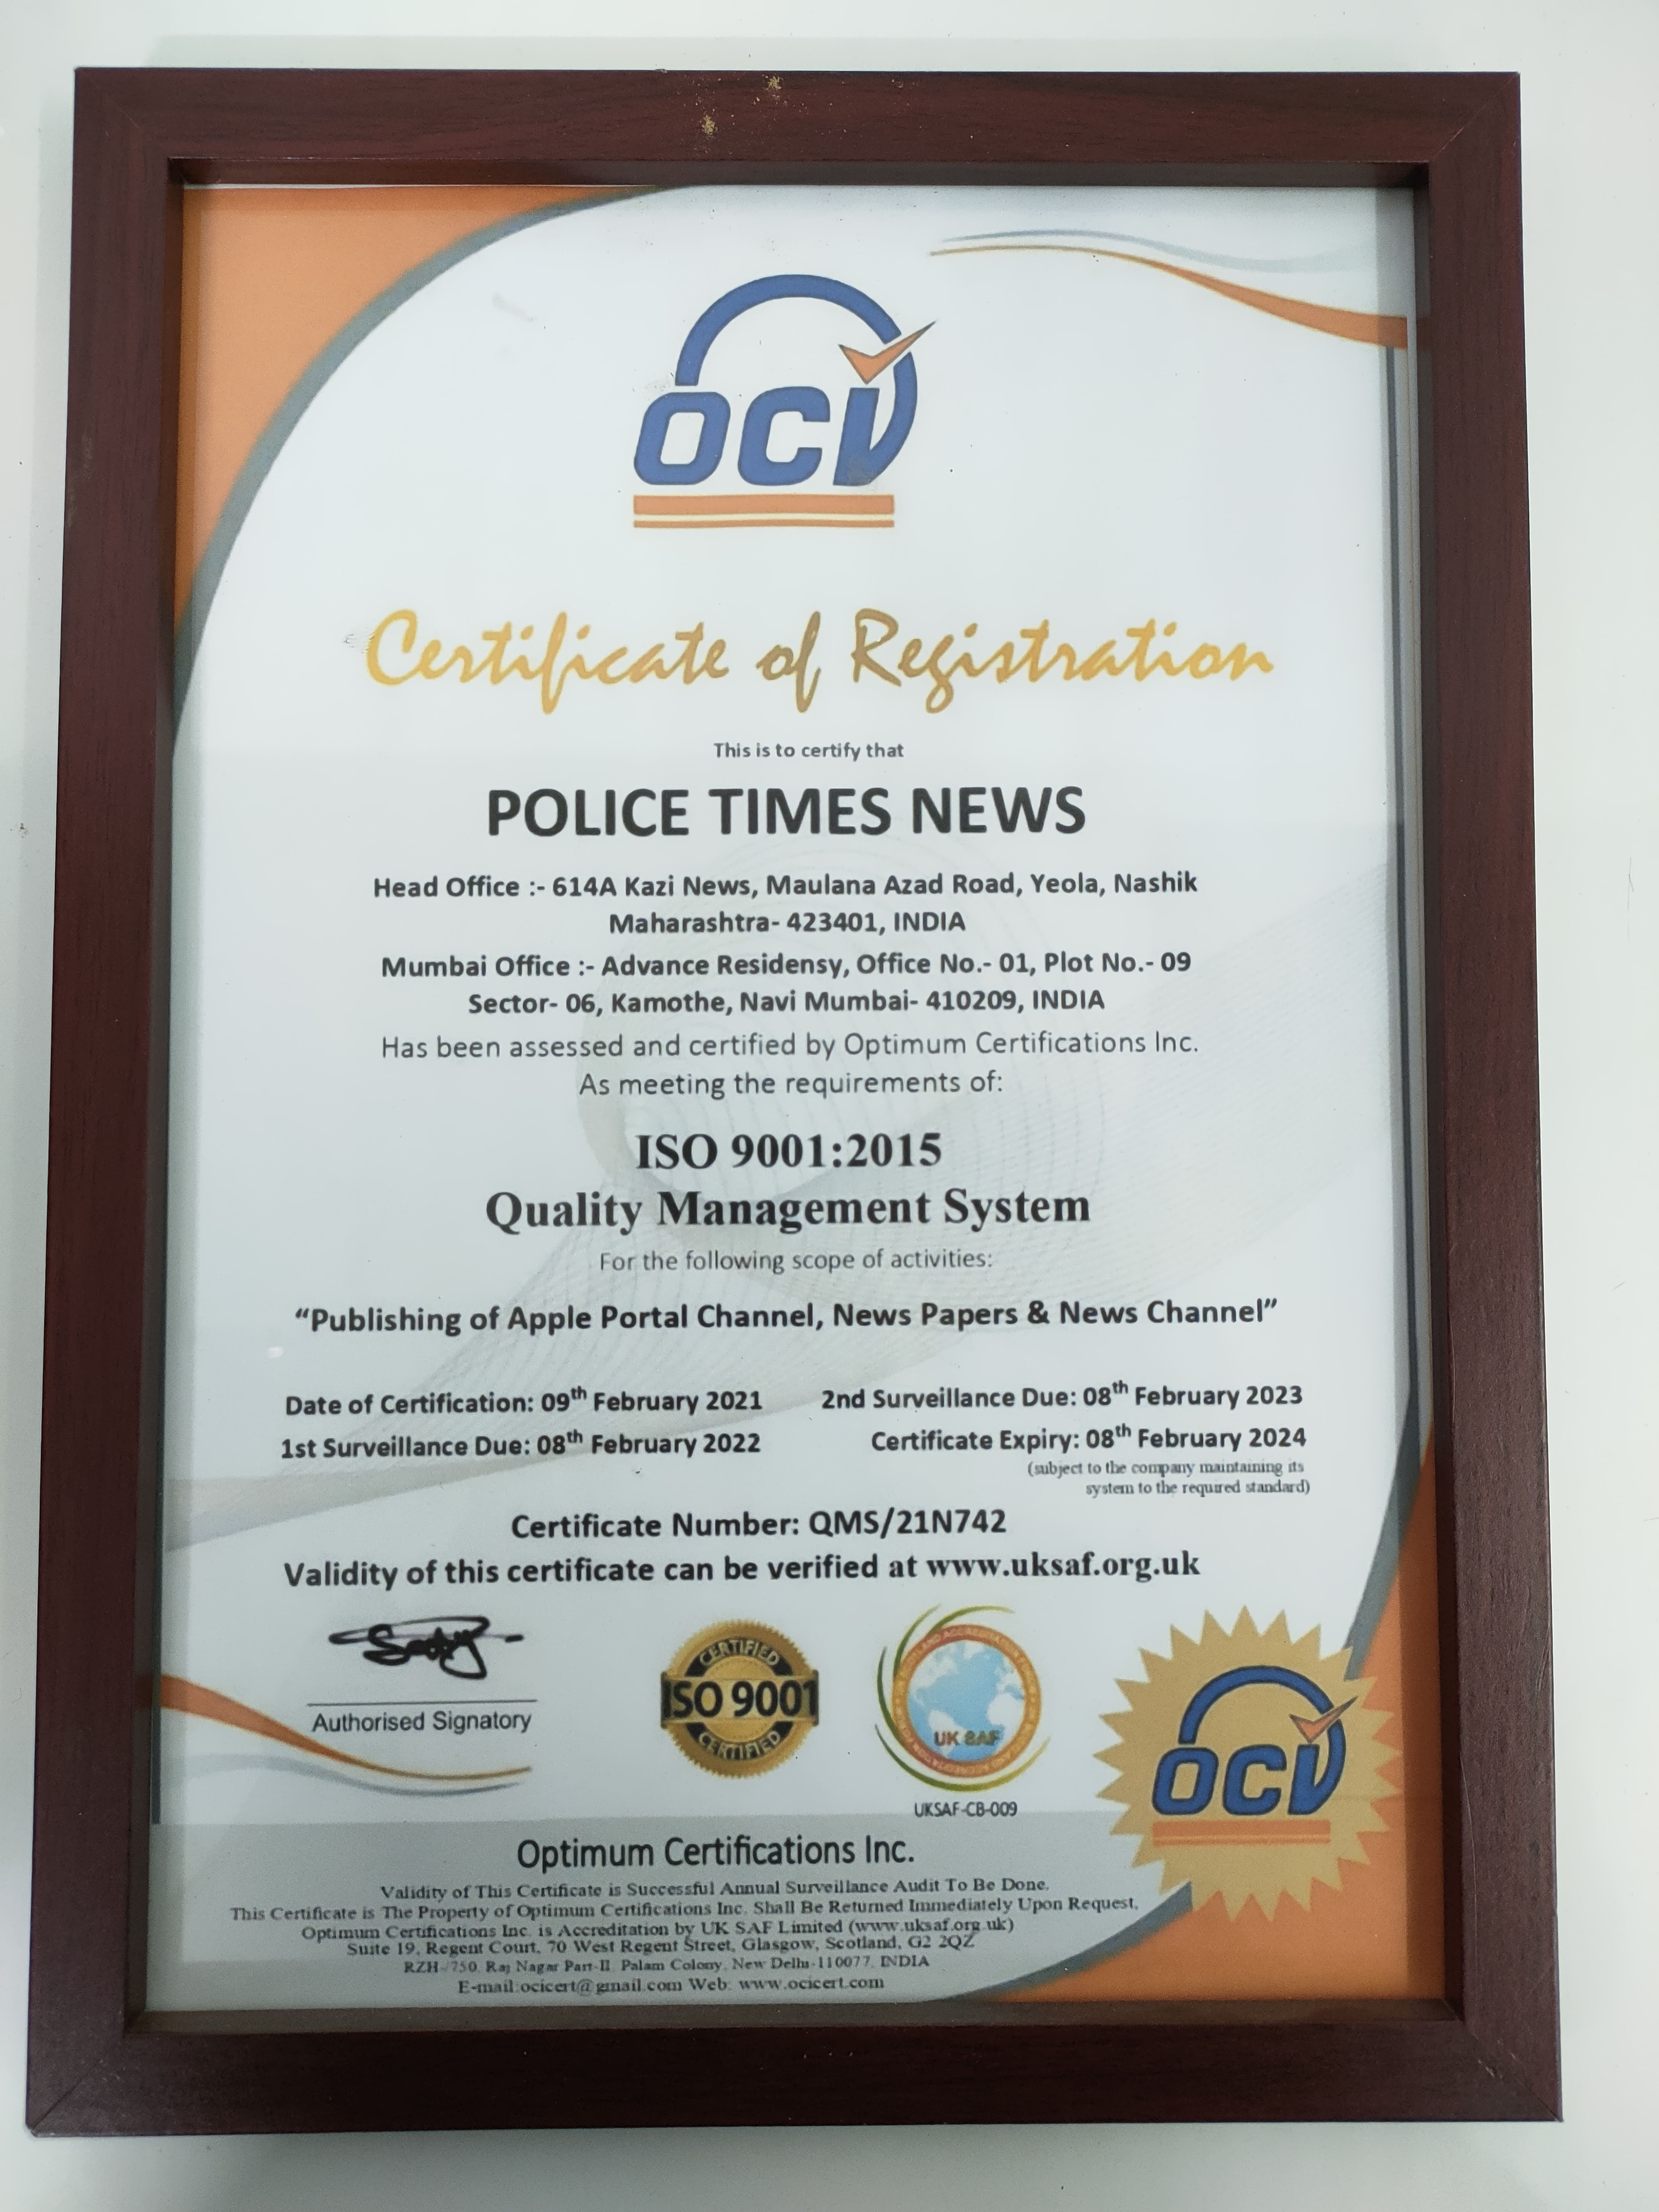 OCI
Certificate of Registration
This is to certify that
POLICE TIMES NEWS
Head Office :- 614A Kazi News, Maulana Azad Road, Yeola, Nashik
Maharashtra- 423401, INDIA
Mumbai Office :- Advance Residensy, Office No.- 01, Plot No.- 09
Sector- 06, Kamothe, Navi Mumbai- 410209, INDIA
Has been assessed and certified by Optimum Certifications Inc.
As meeting the requirements of:
ISO 9001:2015
Quality Management System
For the following scope of activities:
“Publishing of Apple Portal Channel, News Papers & News Channel”
Date of Certification: 09th February 2021 2nd Surveillance Due: 08th February 2023
1st Surveillance Due: 08th February 2022 Certificate Expiry: 08th February 2024
(subject to the company maintaining its
system to the required standard)
Certificate Number: QMS/21N742
Validity of this certificate can be verified at www.uksaf.org.uk
Authorised Signatory
CERTIFIED
ISO 9001
CERTIFIED
UK SAF
UKSAF-CB-009
OCI
Optimum Certifications Inc.
Validity of This Certificate is Successful Annual Surveillance Audit To Be Done.
This Certificate is The Property of Optimum Certifications Inc. Shall Be Returned Immediately Upon Request,
Optimum Certifications Inc. is Accreditation by UK SAF Limited (www.uksaf.org.uk)
Suite 19, Regent Court, 70 West Regent Street, Glasgow, Scotland, G2 2QZ
RZH-/750, Raj Nagar Part-II, Palam Colony, New Delhi-110077, INDIA
E-mail:ocicert@gmail.com Web: www.ocicert.com